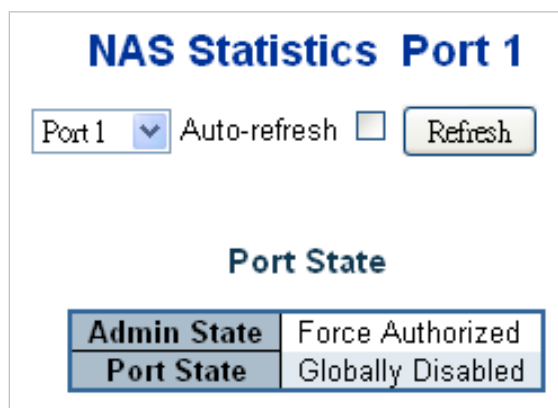 NAS Statistics Port 1
Port 1 Auto-refresh Refresh
Port State
Admin State Force Authorized
Port State Globally Disabled